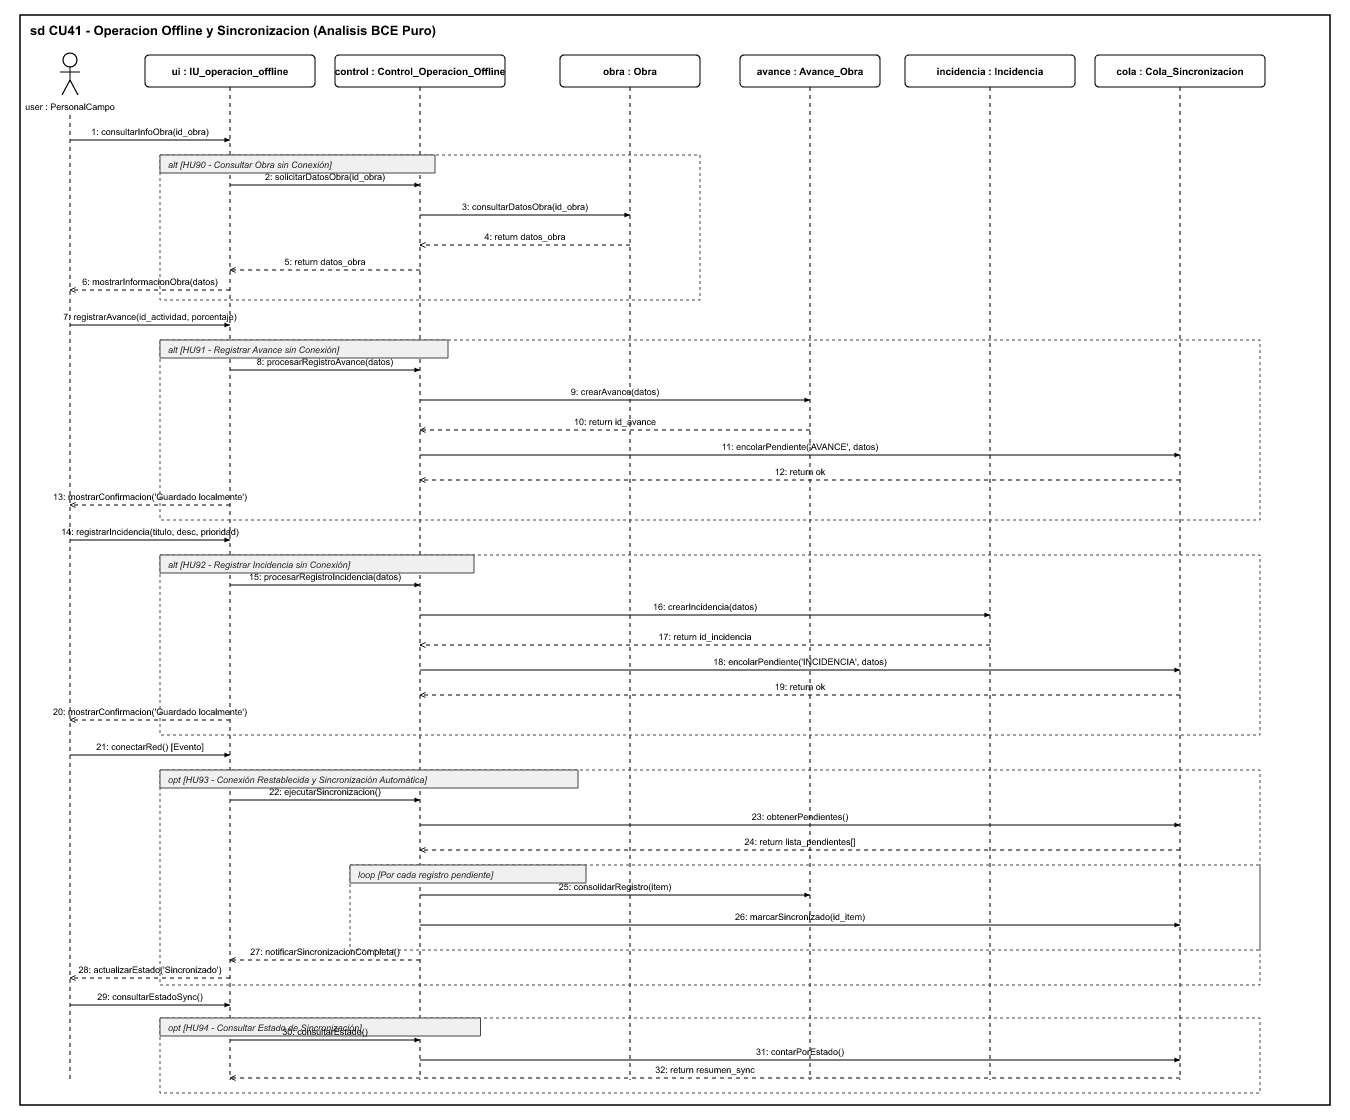 sd CU41 - Operacion Offline y Sincronizacion (Analisis BCE Puro)
user : PersonalCampo
ui : IU_operacion_offline
control : Control_Operacion_Offline
obra : Obra
avance : Avance_Obra
incidencia : Incidencia
cola : Cola_Sincronizacion
1: consultarInfoObra(id_obra)
alt [HU90 - Consultar Obra sin Conexión]
2: solicitarDatosObra(id_obra)
3: consultarDatosObra(id_obra)
4: return datos_obra
5: return datos_obra
6: mostrarInformacionObra(datos)
7: registrarAvance(id_actividad, porcentaje)
alt [HU91 - Registrar Avance sin Conexión]
8: procesarRegistroAvance(datos)
9: crearAvance(datos)
10: return id_avance
11: encolarPendiente('AVANCE', datos)
12: return ok
13: mostrarConfirmacion('Guardado localmente')
14: registrarIncidencia(titulo, desc, prioridad)
alt [HU92 - Registrar Incidencia sin Conexión]
15: procesarRegistroIncidencia(datos)
16: crearIncidencia(datos)
17: return id_incidencia
18: encolarPendiente('INCIDENCIA', datos)
19: return ok
20: mostrarConfirmacion('Guardado localmente')
21: conectarRed() [Evento]
opt [HU93 - Conexión Restablecida y Sincronización Automática]
22: ejecutarSincronizacion()
23: obtenerPendientes()
24: return lista_pendientes[]
loop [Por cada registro pendiente]
25: consolidarRegistro(item)
26: marcarSincronizado(id_item)
27: notificarSincronizacionCompleta()
28: actualizarEstado('Sincronizado')
29: consultarEstadoSync()
opt [HU94 - Consultar Estado de Sincronización]
30: consultarEstado()
31: contarPorEstado()
32: return resumen_sync